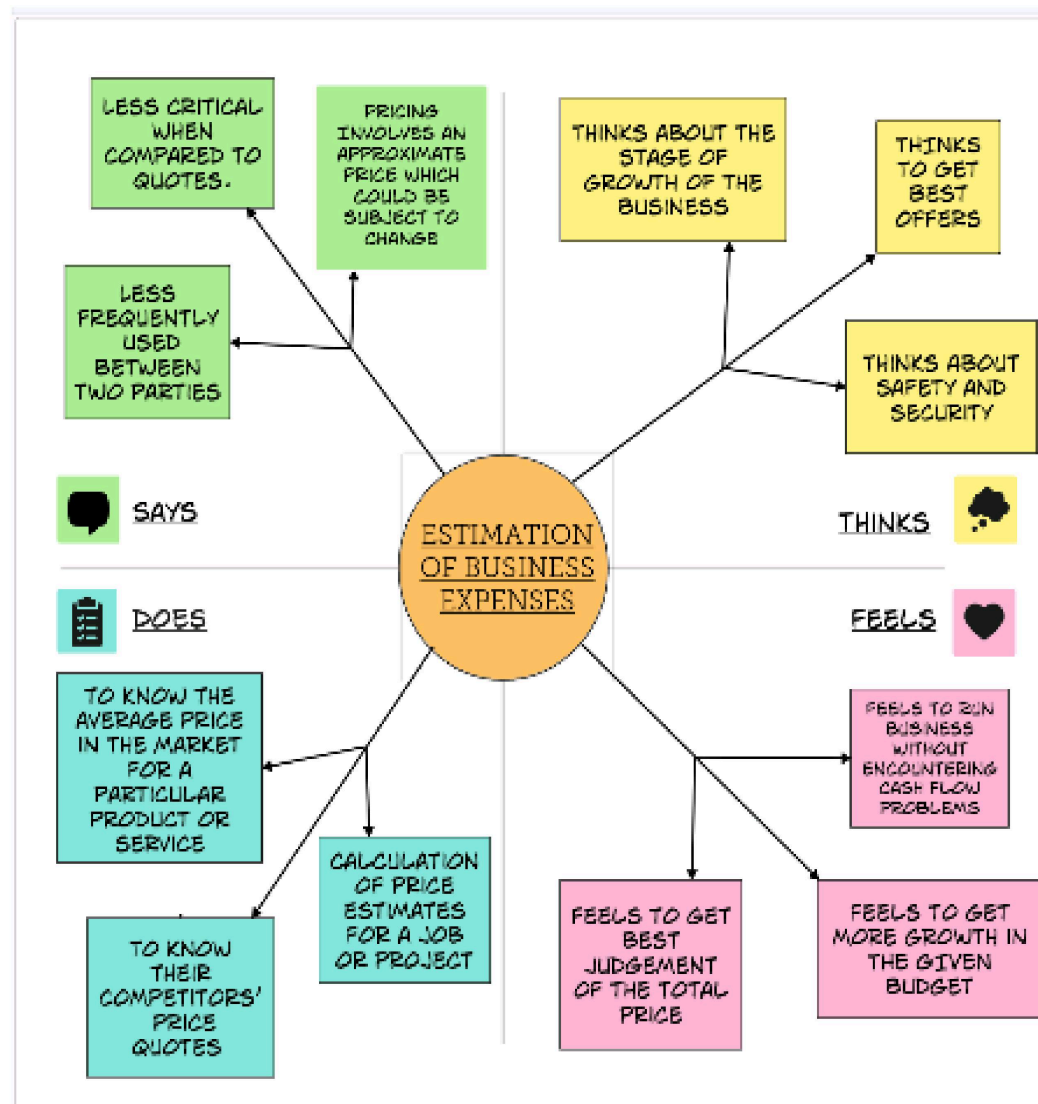 LESS CRITICAL
WHEN
COMPARED TO
QUOTES.
PRICING
INVOLVES AN
APPROXIMATE
PRICE WHICH
COULD BE
SUBJECT TO
CHANGE
LESS
FREQUENTLY
USED
BETWEEN
TWO PARTIES
THINKS ABOUT THE
STAGE OF
GROWTH OF THE
BUSINESS
THINKS
TO GET
BEST
OFFERS
THINKS ABOUT
SAFETY AND
SECURITY
SAYS
THINKS
ESTIMATION
OF BUSINESS
EXPENSES
DOES
FEELS
TO KNOW THE
AVERAGE PRICE
IN THE MARKET
FOR A
PARTICULAR
PRODUCT OR
SERVICE
CALCULATION
OF PRICE
ESTIMATES
FOR A JOB
OR PROJECT
TO KNOW
THEIR
COMPETITORS'
PRICE
QUOTES
FEELS TO RUN
BUSINESS
WITHOUT
ENCOUNTERING
CASH FLOW
PROBLEMS
FEELS TO GET
BEST
JUDGEMENT
OF THE TOTAL
PRICE
FEELS TO GET
MORE GROWTH IN
THE GIVEN
BUDGET